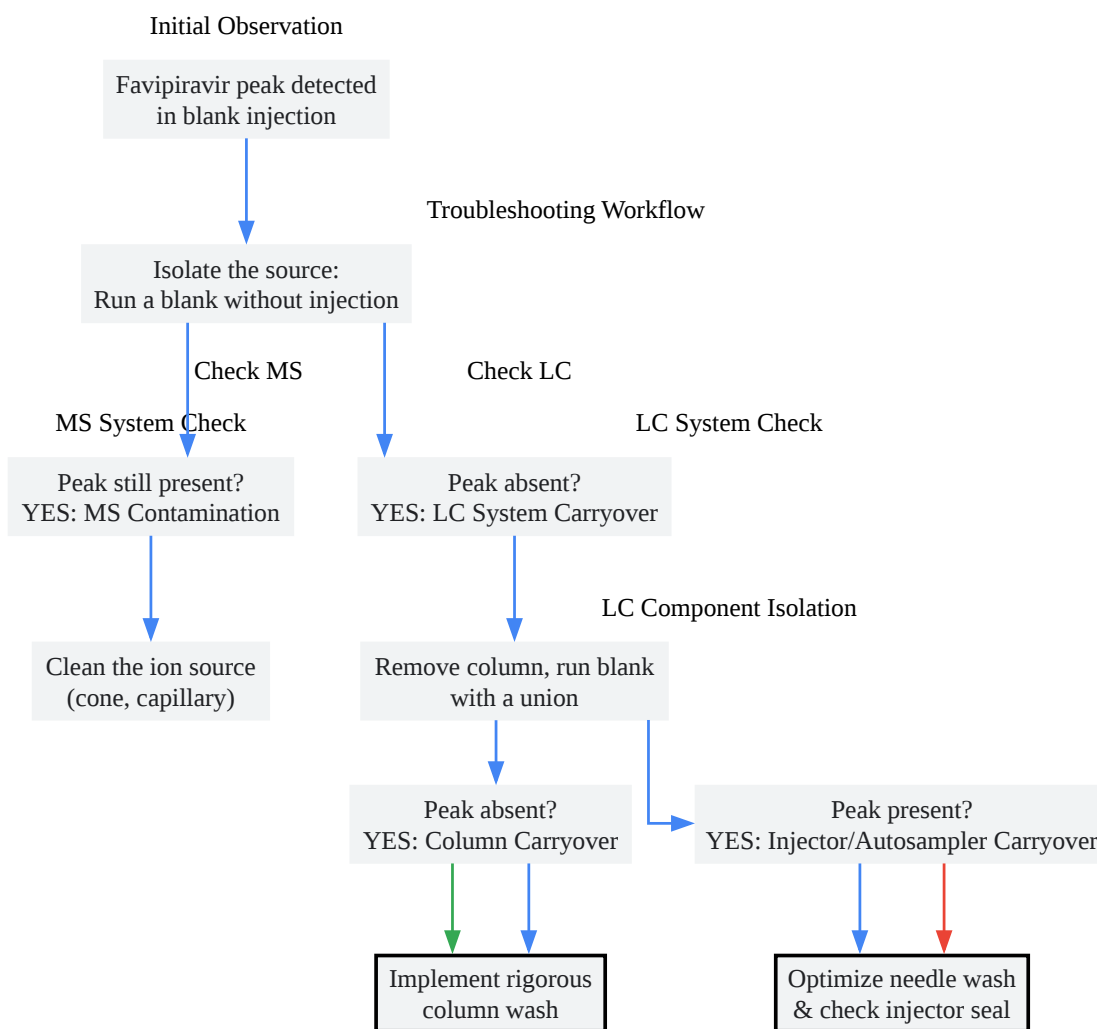 Initial Observation
Favipiravir peak detected
in blank injection
Troubleshooting Workflow
Isolate the source:
Run a blank without injection
Check MS
Check LC
MS System Check
LC System Check
Peak still present?
YES: MS Contamination
Peak absent?
YES: LC System Carryover
LC Component Isolation
Clean the ion source
(cone, capillary)
Remove column, run blank
with a union
Peak absent?
YES: Column Carryover
Peak present?
YES: Injector/Autosampler Carryover
Implement rigorous
column wash
Optimize needle wash
& check injector seal